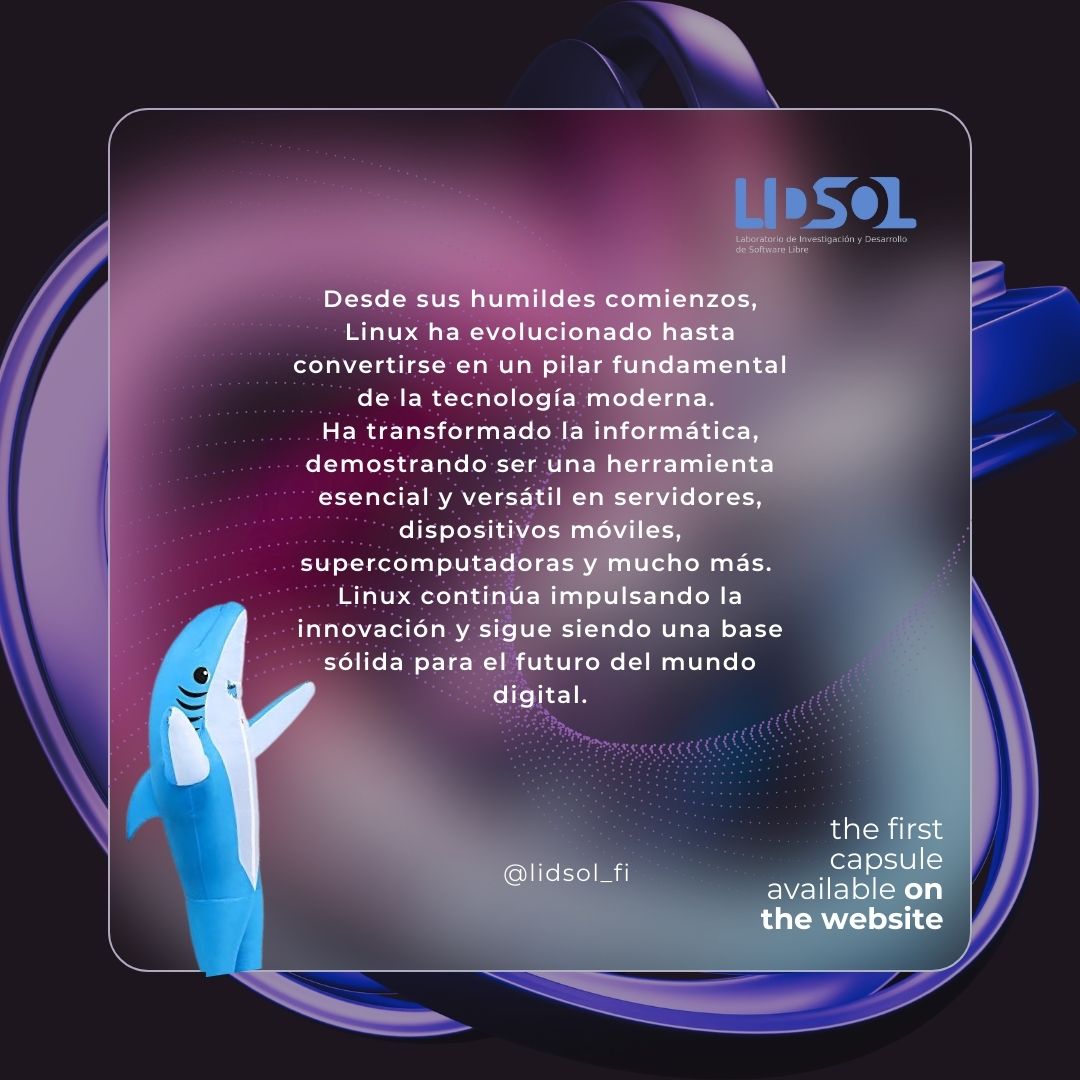 LIDSOL
Laboratorio de Investigación y Desarrollo
de Software Libre
Desde sus humildes comienzos,
Linux ha evolucionado hasta
convertirse en un pilar fundamental
de la tecnología moderna.
Ha transformado la informática,
demostrando ser una herramienta
esencial y versátil en servidores,
dispositivos móviles,
supercomputadoras y mucho más.
Linux continúa impulsando la
innovación y sigue siendo una base
sólida para el futuro del mundo
digital.
@lidsol_fi
the first
capsule
available on
the website